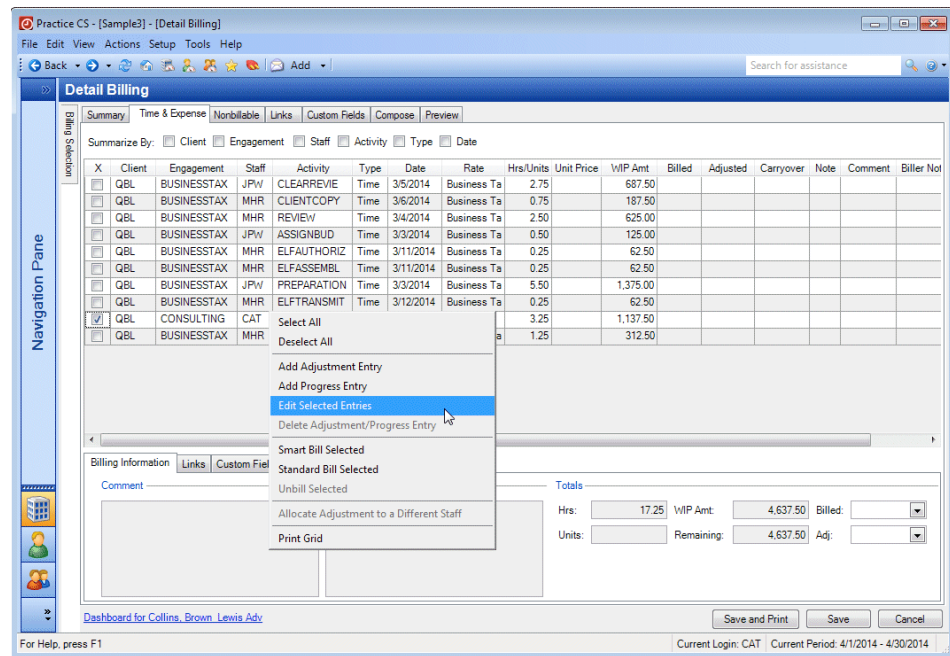 Practice CS - [Sample3] - [Detail Billing]
File Edit View Actions Setup Tools Help
Back Add Search for assistance
Detail Billing
Billing Selection
Navigation Pane
Summary Time & Expense Nonbillable Links Custom Fields Compose Preview
Summarize By: Client Engagement Staff Activity Type Date
X Client Engagement Staff Activity Type Date Rate Hrs/Units Unit Price WIP Amt Billed Adjusted Carryover Note Comment Biller Not
QBL BUSINESSTAX JPW CLEARREVIE Time 3/5/2014 Business Ta 2.75 687.50
QBL BUSINESSTAX MHR CLIENTCOPY Time 3/6/2014 Business Ta 0.75 187.50
QBL BUSINESSTAX MHR REVIEW Time 3/4/2014 Business Ta 2.50 625.00
QBL BUSINESSTAX JPW ASSIGNBUD Time 3/3/2014 Business Ta 0.50 125.00
QBL BUSINESSTAX MHR ELFAUTHORIZ Time 3/11/2014 Business Ta 0.25 62.50
QBL BUSINESSTAX MHR ELFASSEMBL Time 3/11/2014 Business Ta 0.25 62.50
QBL BUSINESSTAX JPW PREPARATION Time 3/3/2014 Business Ta 5.50 1,375.00
QBL BUSINESSTAX MHR ELFTRANSMIT Time 3/12/2014 Business Ta 0.25 62.50
QBL CONSULTING CAT 3.25 1,137.50
QBL BUSINESSTAX MHR a 1.25 312.50
Select All
Deselect All
Add Adjustment Entry
Add Progress Entry
Edit Selected Entries
Delete Adjustment/Progress Entry
Smart Bill Selected
Standard Bill Selected
Unbill Selected
Allocate Adjustment to a Different Staff
Print Grid
Billing Information Links Custom Fiel
Comment
Totals
Hrs: 17.25 WIP Amt: 4,637.50 Billed:
Units: Remaining: 4,637.50 Adj:
Dashboard for Collins, Brown Lewis Adv
Save and Print Save Cancel
For Help, press F1 Current Login: CAT Current Period: 4/1/2014 - 4/30/2014